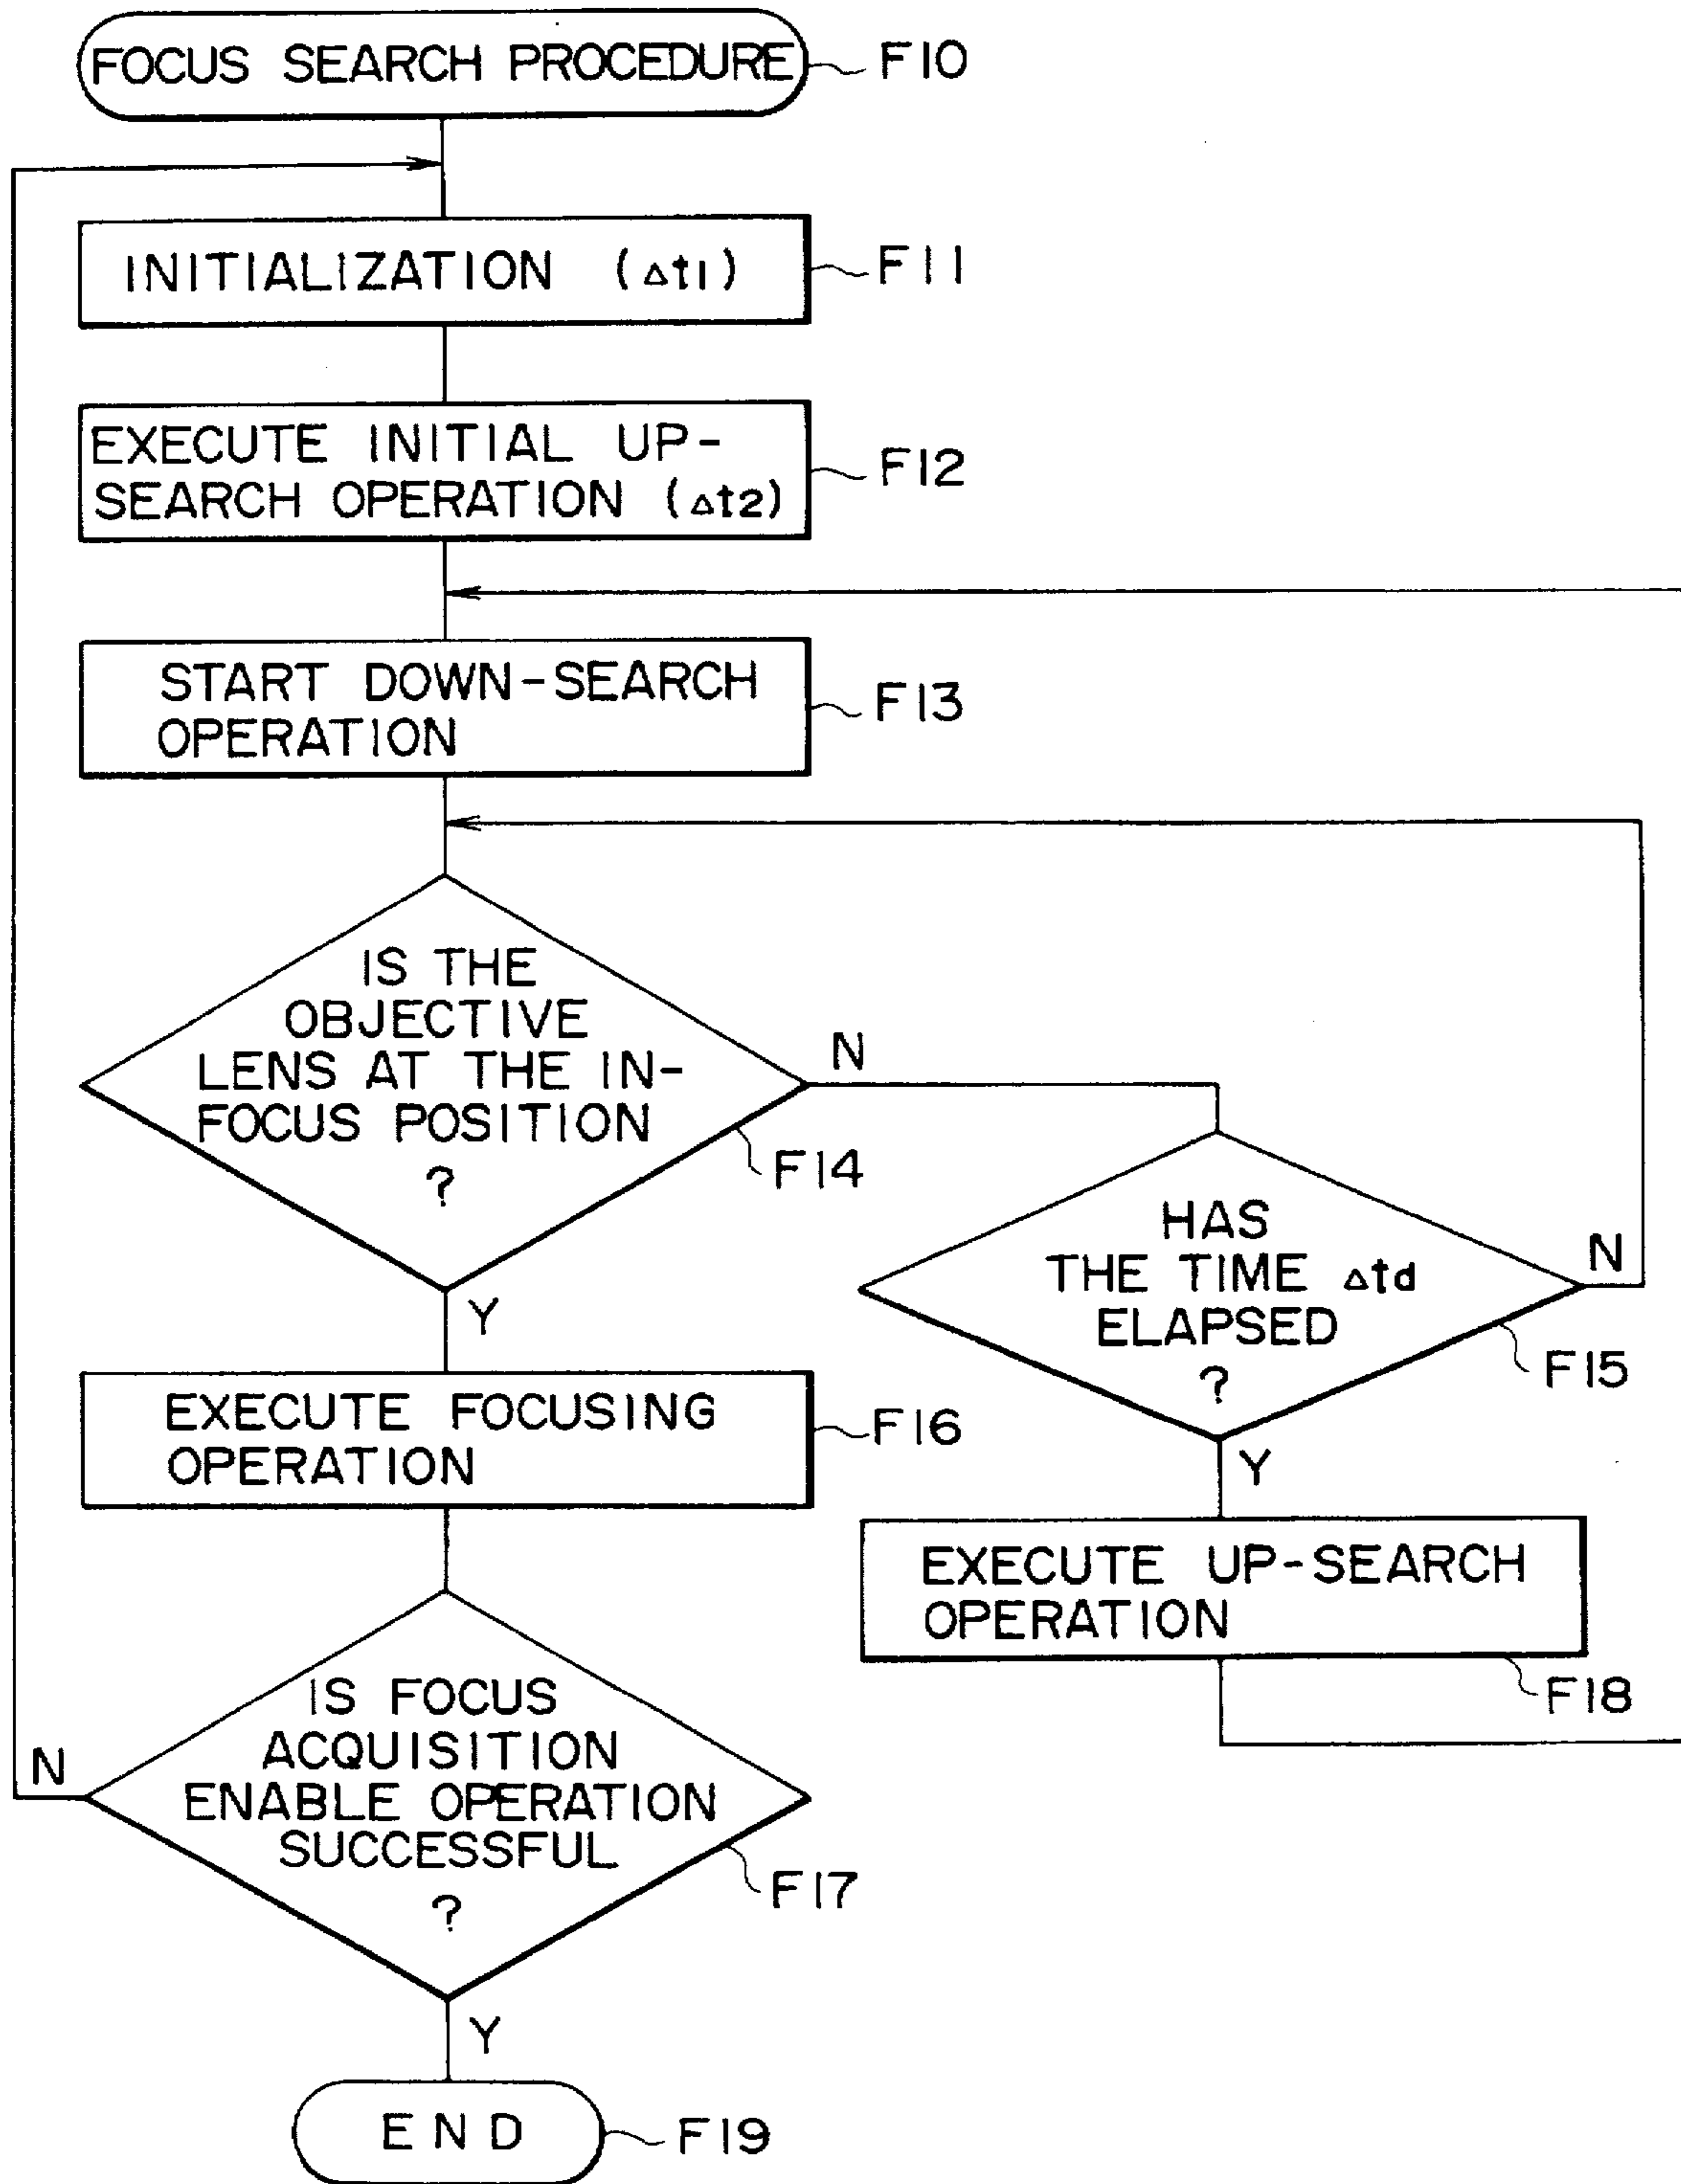 FOCUS SEARCH PROCEDURE
F10
INITIALIZATION (Δt1)
F11
EXECUTE INITIAL UP-
SEARCH OPERATION (Δt2)
F12
START DOWN-SEARCH
OPERATION
F13
IS THE
OBJECTIVE
LENS AT THE IN-
FOCUS POSITION
?
F14
N
Y
HAS
THE TIME Δtd
ELAPSED
?
F15
N
Y
EXECUTE FOCUSING
OPERATION
F16
EXECUTE UP-SEARCH
OPERATION
F18
IS FOCUS
ACQUISITION
ENABLE OPERATION
SUCCESSFUL
?
F17
N
Y
END
F19